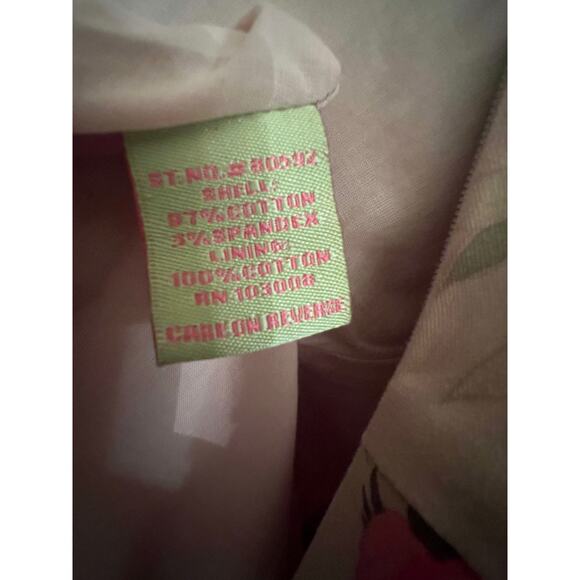 ST. NO. # 80592
SHELL:
97% COTTON
3% SPANDEX
LINING:
100% COTTON
RN 103008
CARE ON REVERSE